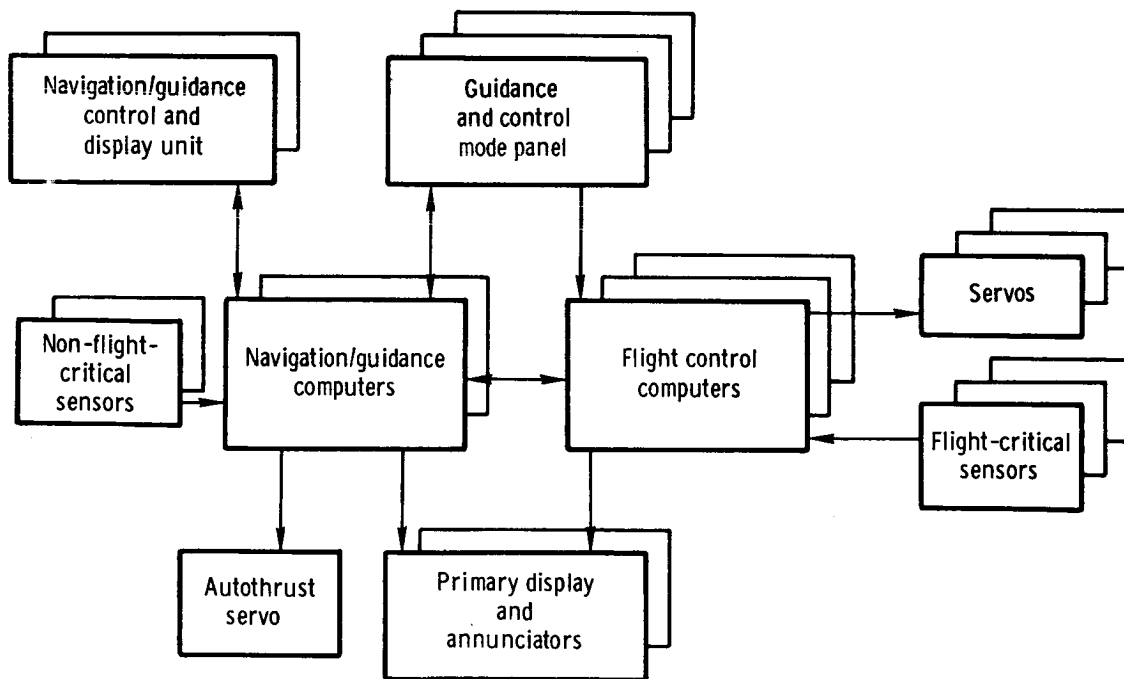 Navigation/guidance
control and
display unit
Guidance
and control
mode panel
Servos
Non-flight-
critical
sensors
Navigation/guidance
computers
Flight control
computers
Flight-critical
sensors
Autothrust
servo
Primary display
and
annunciators